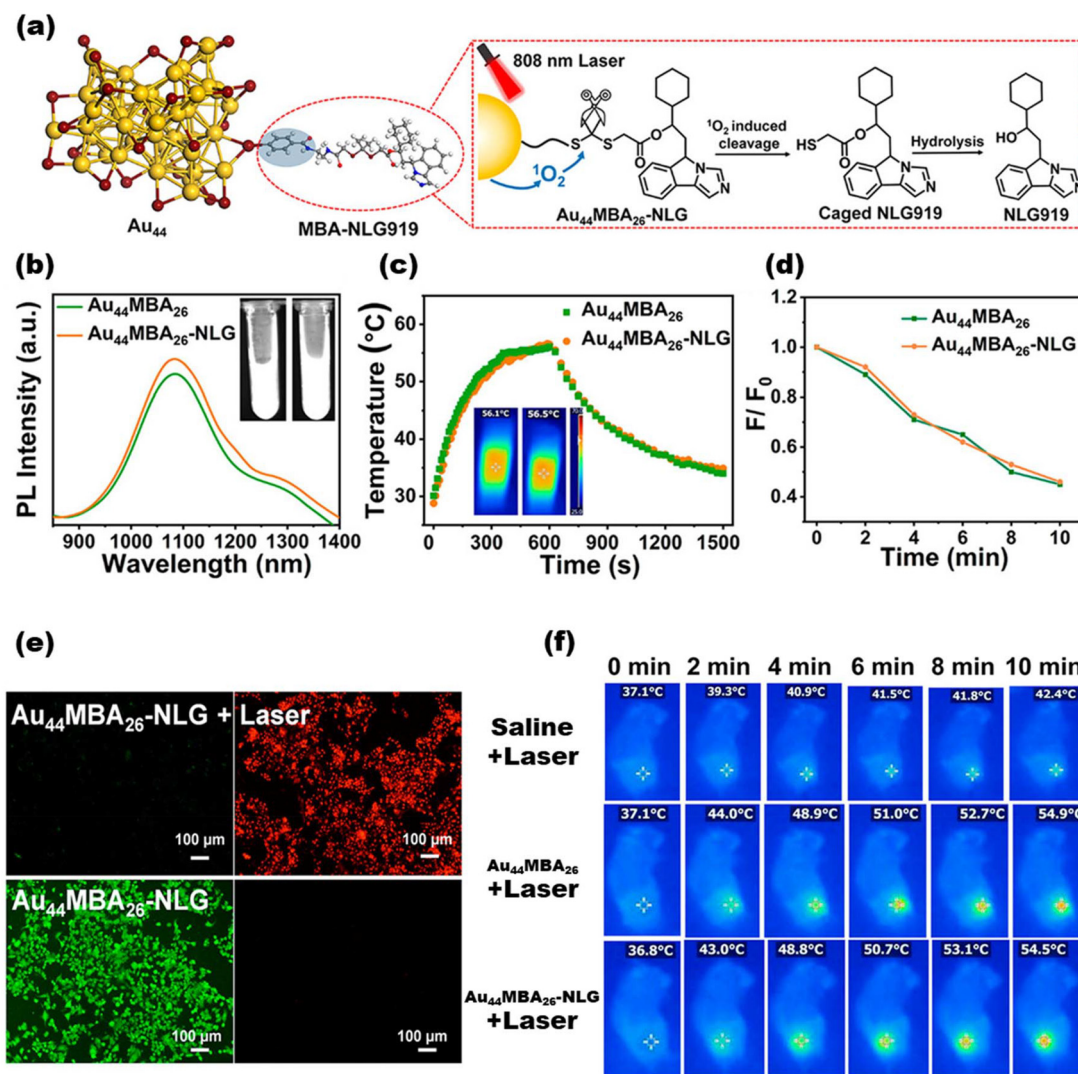 (a)
808 nm Laser
¹O₂
¹O₂ induced
cleavage
Hydrolysis
S
S
O
O
N
N
HS
O
O
N
N
HO
N
N
Au₄₄
MBA-NLG919
Au₄₄MBA₂₆-NLG
Caged NLG919
NLG919
(b)
Au₄₄MBA₂₆
Au₄₄MBA₂₆-NLG
PL Intensity (a.u.)
900 1000 1100 1200 1300 1400
Wavelength (nm)
(c)
Au₄₄MBA₂₆
Au₄₄MBA₂₆-NLG
Temperature (°C)
60
50
40
30
56.1°C 56.5°C
25.0
0 300 600 900 1200 1500
Time (s)
(d)
Au₄₄MBA₂₆
Au₄₄MBA₂₆-NLG
F/ F₀
1.2
1.0
0.8
0.6
0.4
0 2 4 6 8 10
Time (min)
(e)
Au₄₄MBA₂₆-NLG + Laser
100 μm
100 μm
Au₄₄MBA₂₆-NLG
100 μm
100 μm
(f)
0 min 2 min 4 min 6 min 8 min 10 min
Saline
+Laser
37.1°C 39.3°C 40.9°C 41.5°C 41.8°C 42.4°C
Au₄₄MBA₂₆
+Laser
37.1°C 44.0°C 48.9°C 51.0°C 52.7°C 54.9°C
Au₄₄MBA₂₆-NLG
+Laser
36.8°C 43.0°C 48.8°C 50.7°C 53.1°C 54.5°C